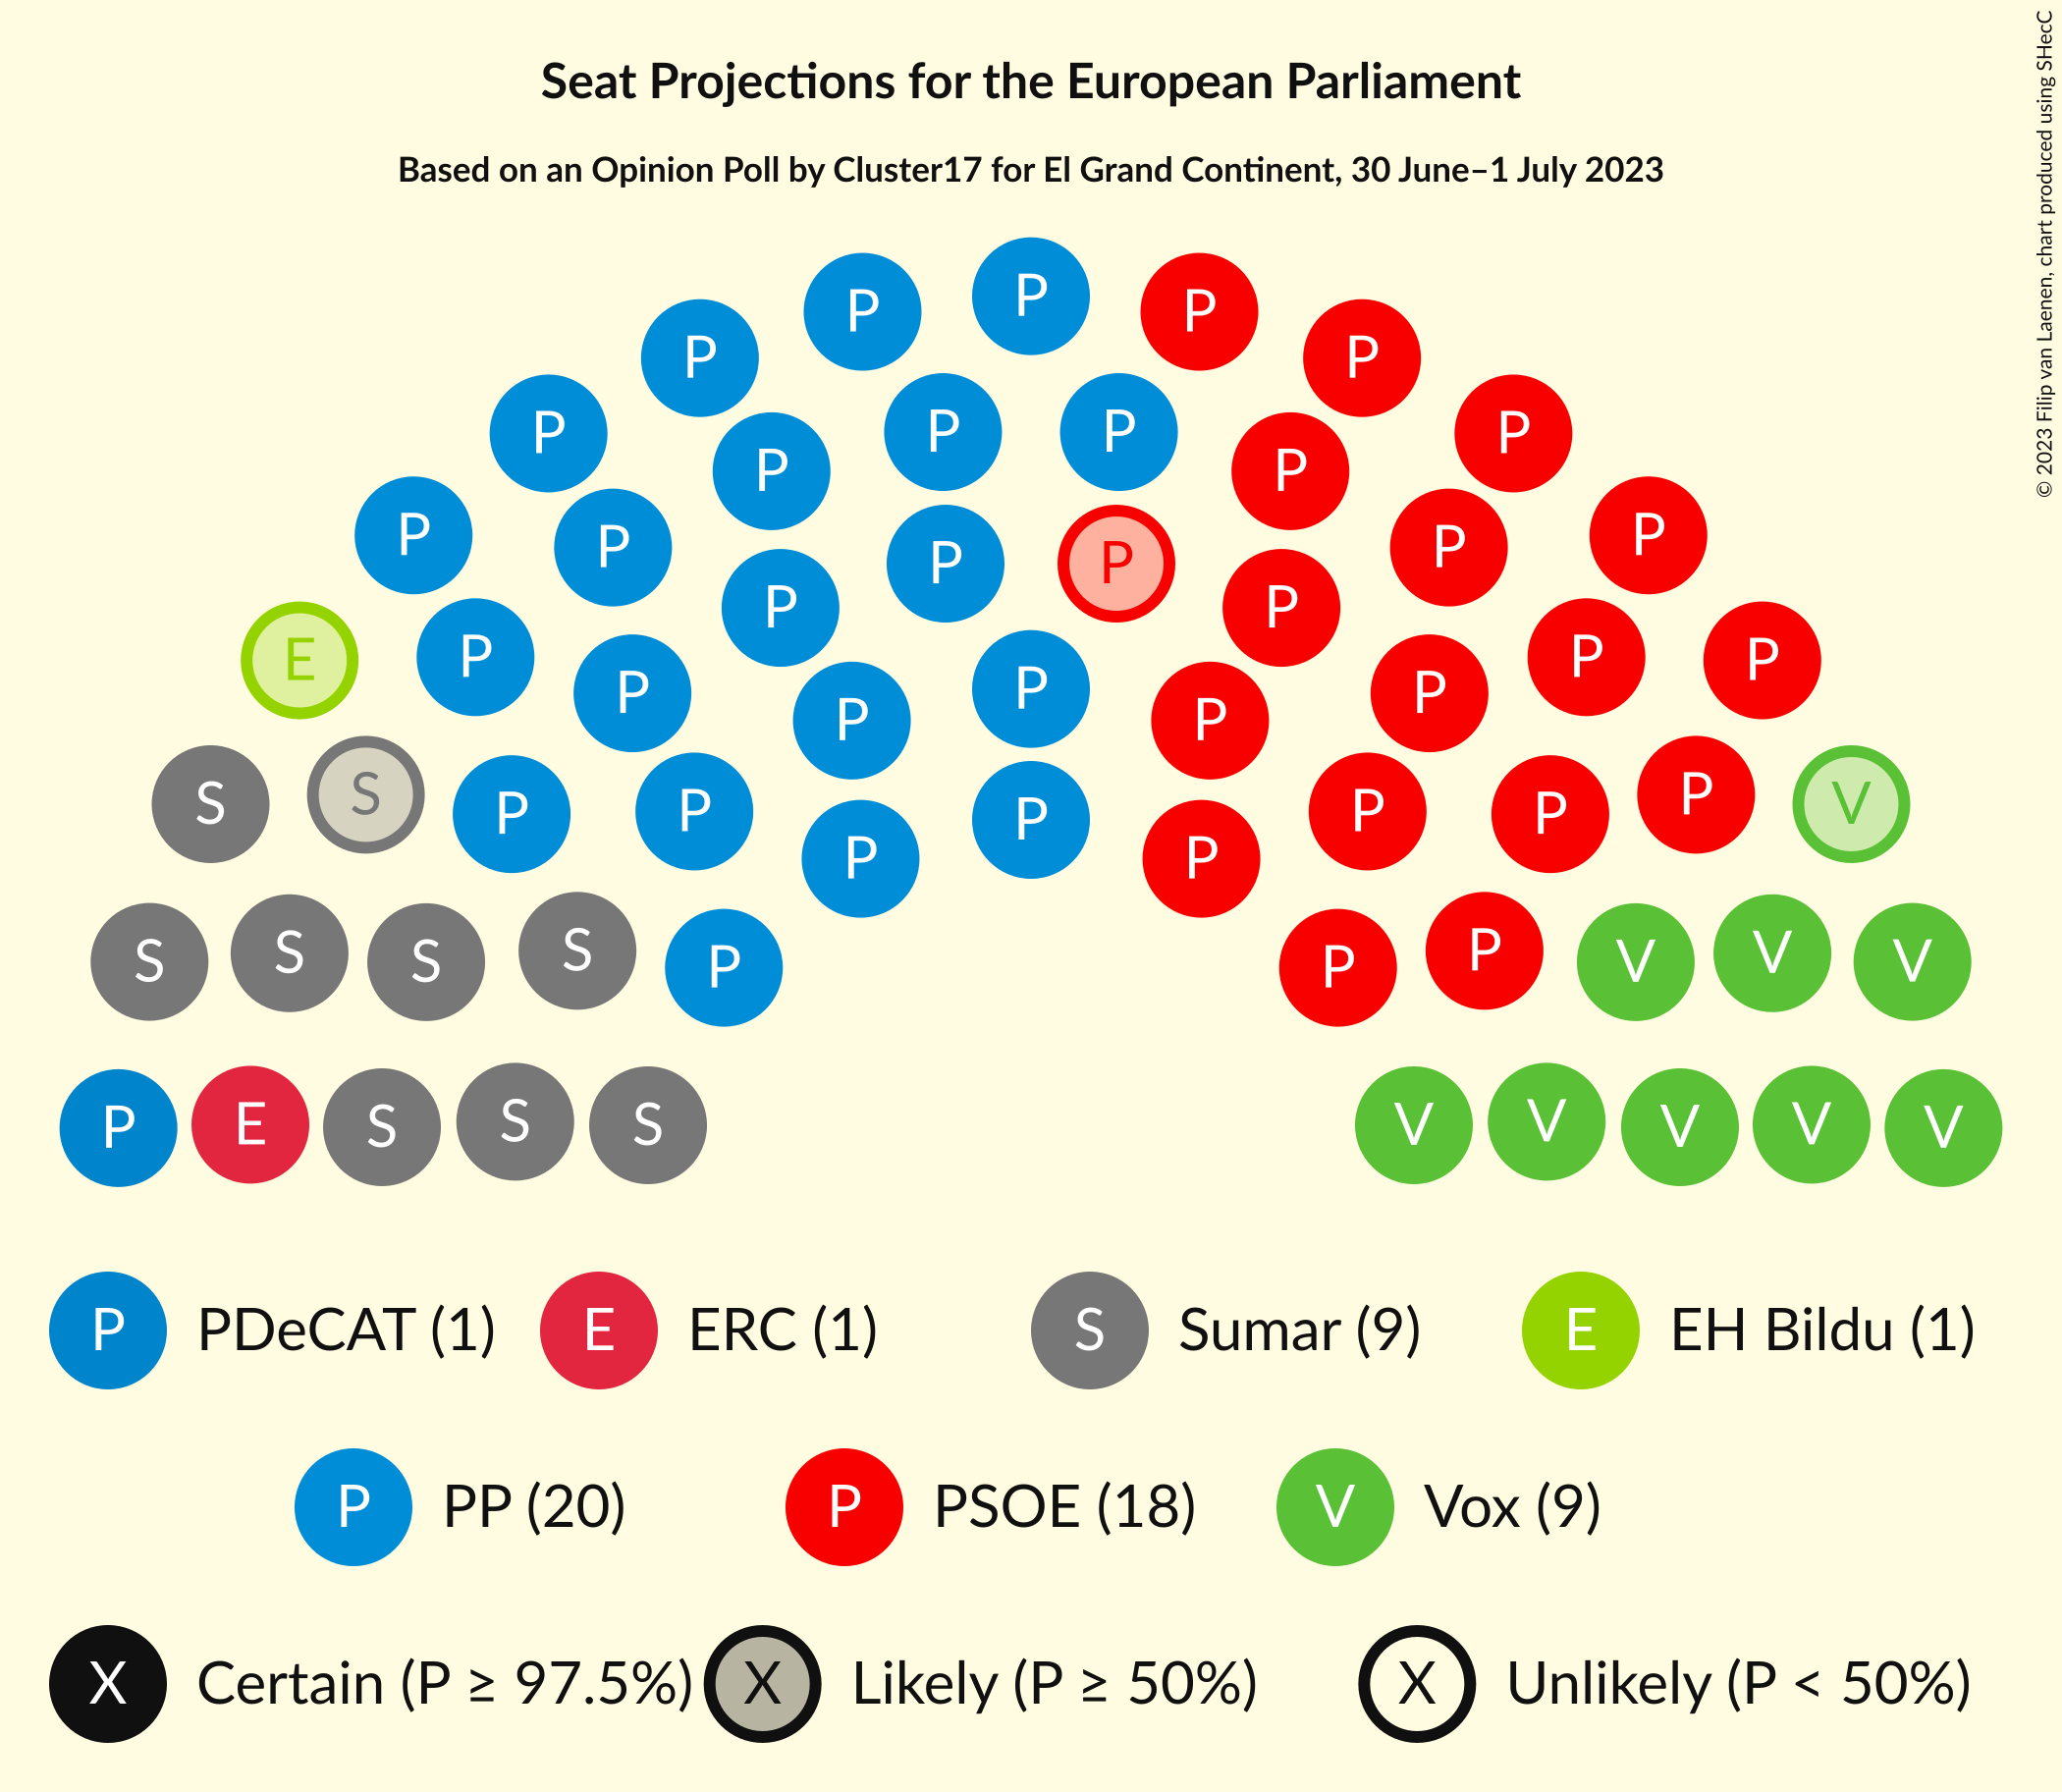 Seat Projections for the European Parliament
Based on an Opinion Poll by Cluster17 for El Grand Continent, 30 June–1 July 2023
© 2023 Filip van Laenen, chart produced using SHecC
P P P
P P
P P P
P P P
P P
P P
P P P P
E P P P P P P P
P P P
S S P P P P P P V
P P P
S S S S P P P V V V
P E S S S V V V V V
P PDeCAT (1) E ERC (1) S Sumar (9) E EH Bildu (1)
P PP (20) P PSOE (18) V Vox (9)
X Certain (P ≥ 97.5%) X Likely (P ≥ 50%) X Unlikely (P < 50%)